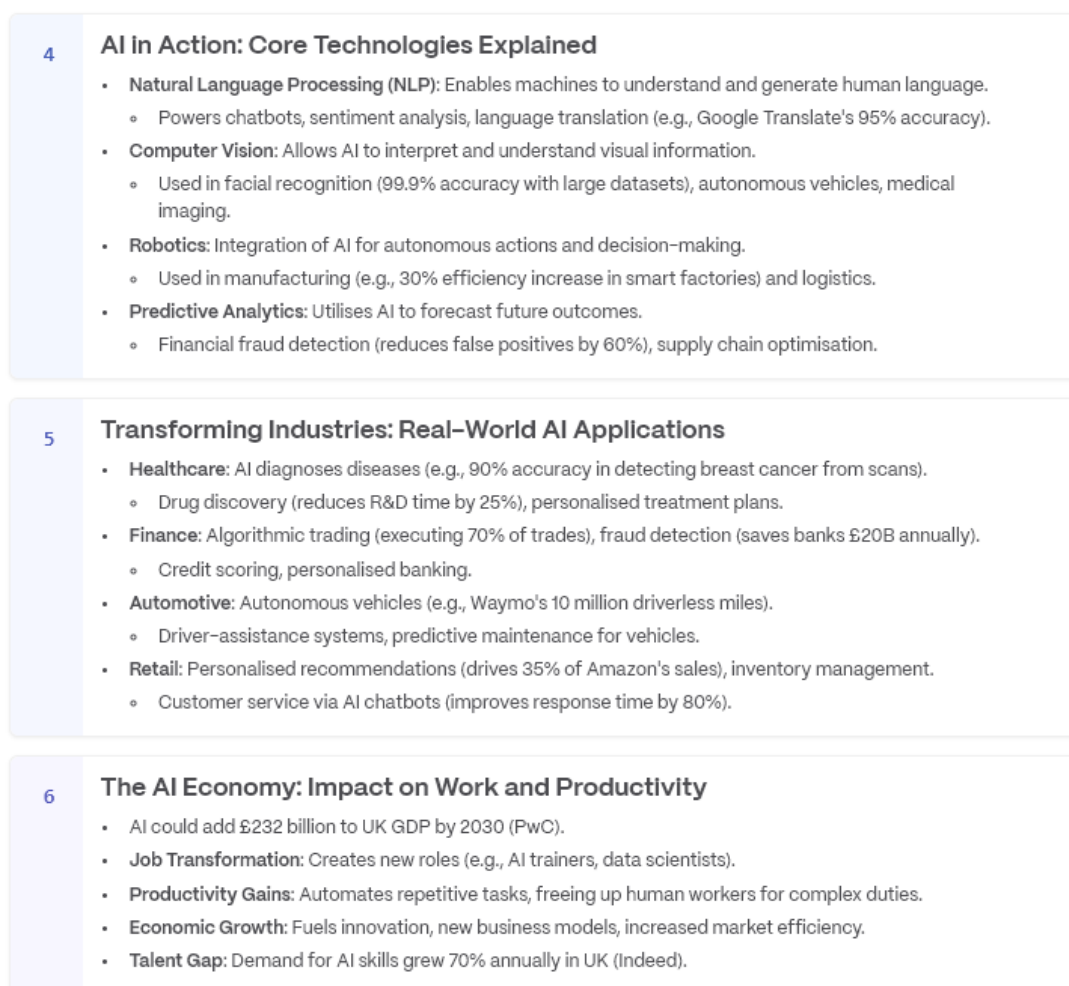 4
AI in Action: Core Technologies Explained
• Natural Language Processing (NLP): Enables machines to understand and generate human language.
◦ Powers chatbots, sentiment analysis, language translation (e.g., Google Translate's 95% accuracy).
• Computer Vision: Allows AI to interpret and understand visual information.
◦ Used in facial recognition (99.9% accuracy with large datasets), autonomous vehicles, medical
imaging.
• Robotics: Integration of AI for autonomous actions and decision-making.
◦ Used in manufacturing (e.g., 30% efficiency increase in smart factories) and logistics.
• Predictive Analytics: Utilises AI to forecast future outcomes.
◦ Financial fraud detection (reduces false positives by 60%), supply chain optimisation.
5
Transforming Industries: Real-World AI Applications
• Healthcare: AI diagnoses diseases (e.g., 90% accuracy in detecting breast cancer from scans).
◦ Drug discovery (reduces R&D time by 25%), personalised treatment plans.
• Finance: Algorithmic trading (executing 70% of trades), fraud detection (saves banks £20B annually).
◦ Credit scoring, personalised banking.
• Automotive: Autonomous vehicles (e.g., Waymo's 10 million driverless miles).
◦ Driver-assistance systems, predictive maintenance for vehicles.
• Retail: Personalised recommendations (drives 35% of Amazon's sales), inventory management.
◦ Customer service via AI chatbots (improves response time by 80%).
6
The AI Economy: Impact on Work and Productivity
• AI could add £232 billion to UK GDP by 2030 (PwC).
• Job Transformation: Creates new roles (e.g., AI trainers, data scientists).
• Productivity Gains: Automates repetitive tasks, freeing up human workers for complex duties.
• Economic Growth: Fuels innovation, new business models, increased market efficiency.
• Talent Gap: Demand for AI skills grew 70% annually in UK (Indeed).